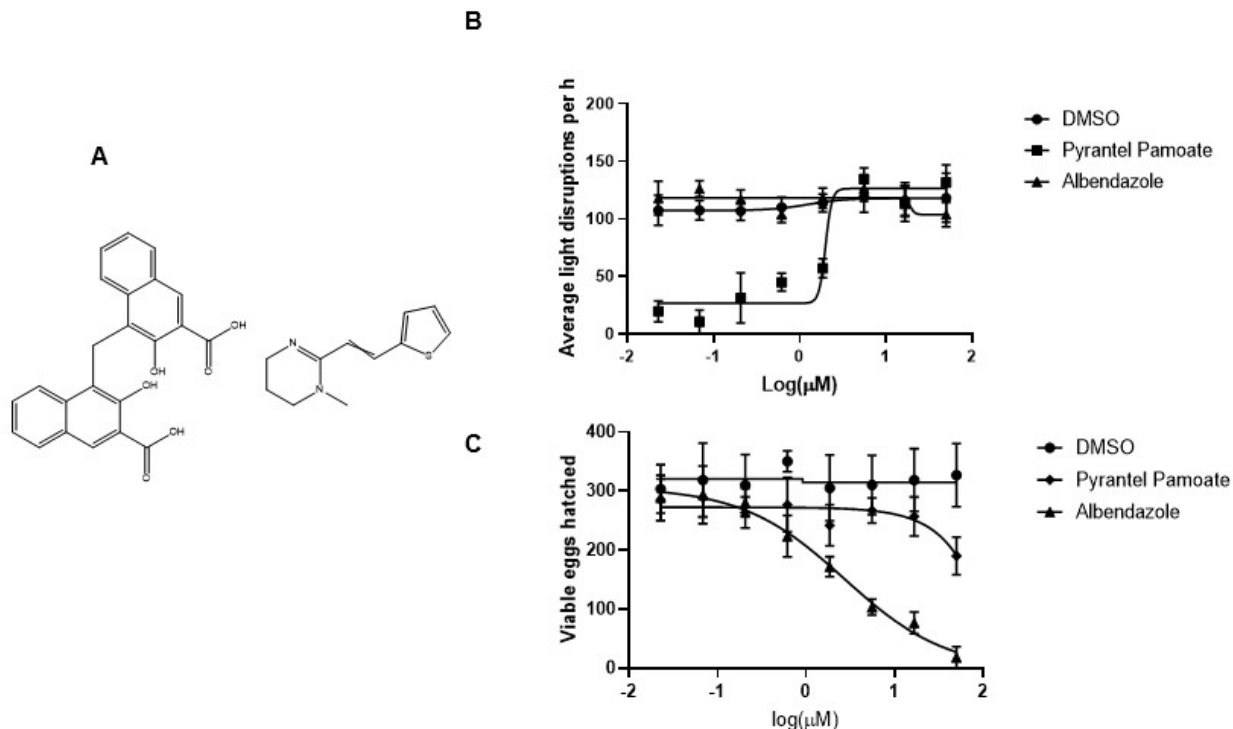 A
OH
O
OH
OH
OH
O
N
N
S
B
Average light disruptions per h
200
150
100
50
0
-2 -1 0 1 2
Log(µM)
DMSO
Pyrantel Pamoate
Albendazole
C
Viable eggs hatched
400
300
200
100
0
-2 -1 0 1 2
log(µM)
DMSO
Pyrantel Pamoate
Albendazole